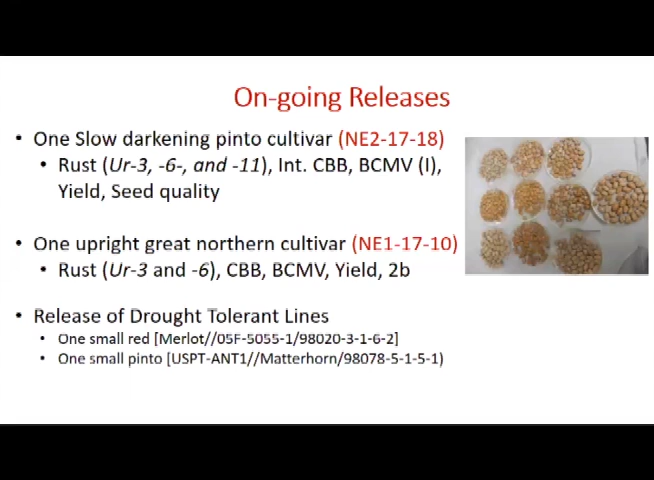 On-going Releases
• One Slow darkening pinto cultivar (NE2-17-18)
• Rust (Ur-3, -6-, and -11), Int. CBB, BCMV (I),
Yield, Seed quality
• One upright great northern cultivar (NE1-17-10)
• Rust (Ur-3 and -6), CBB, BCMV, Yield, 2b
• Release of Drought Tolerant Lines
• One small red [Merlot//05F-5055-1/98020-3-1-6-2]
• One small pinto [USPT-ANT1//Matterhorn/98078-5-1-5-1)